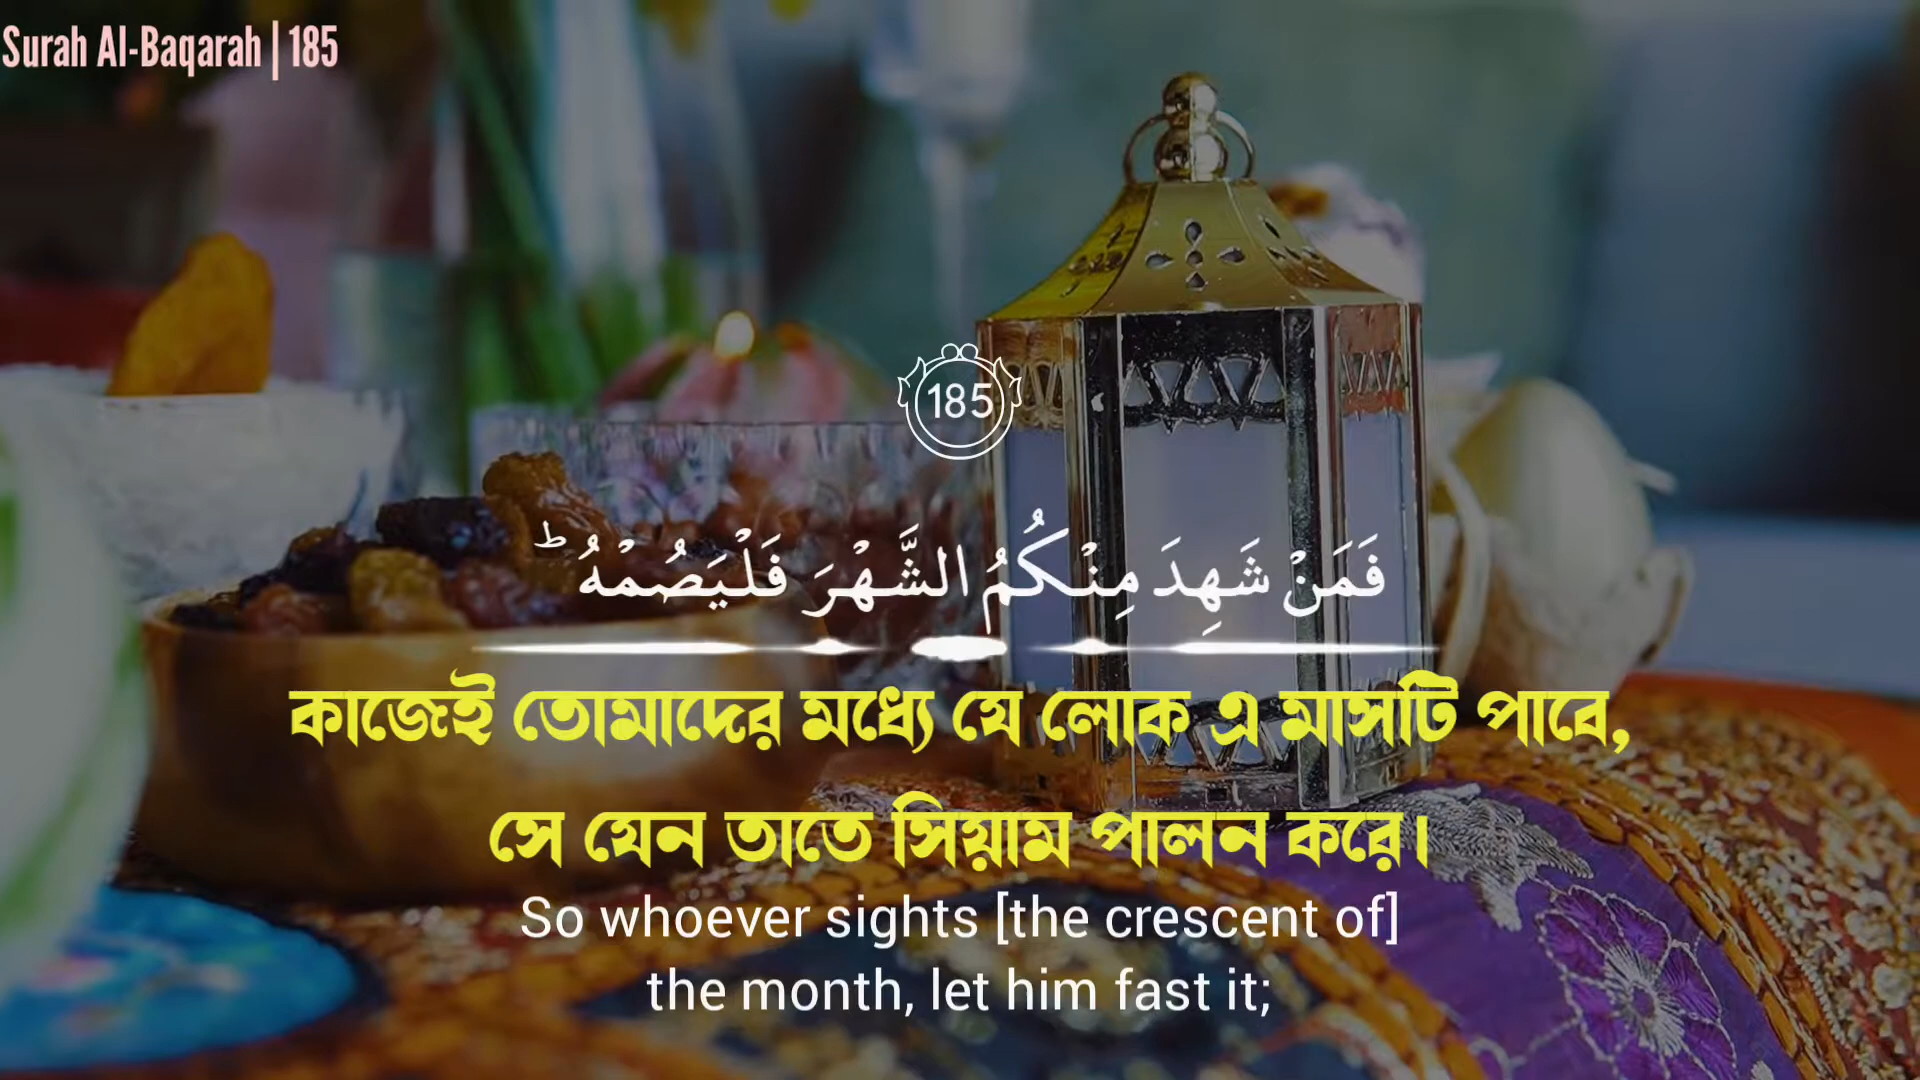 Surah Al-Baqarah | 185
185
فَمَنْ شَهِدَ مِنْكُمُ الشَّهْرَ فَلْيَصُمْهُ ؕ
কাজেই তোমাদের মধ্যে যে লোক এ মাসটি পাবে,
সে যেন তাতে সিয়াম পালন করে।
So whoever sights [the crescent of]
the month, let him fast it;